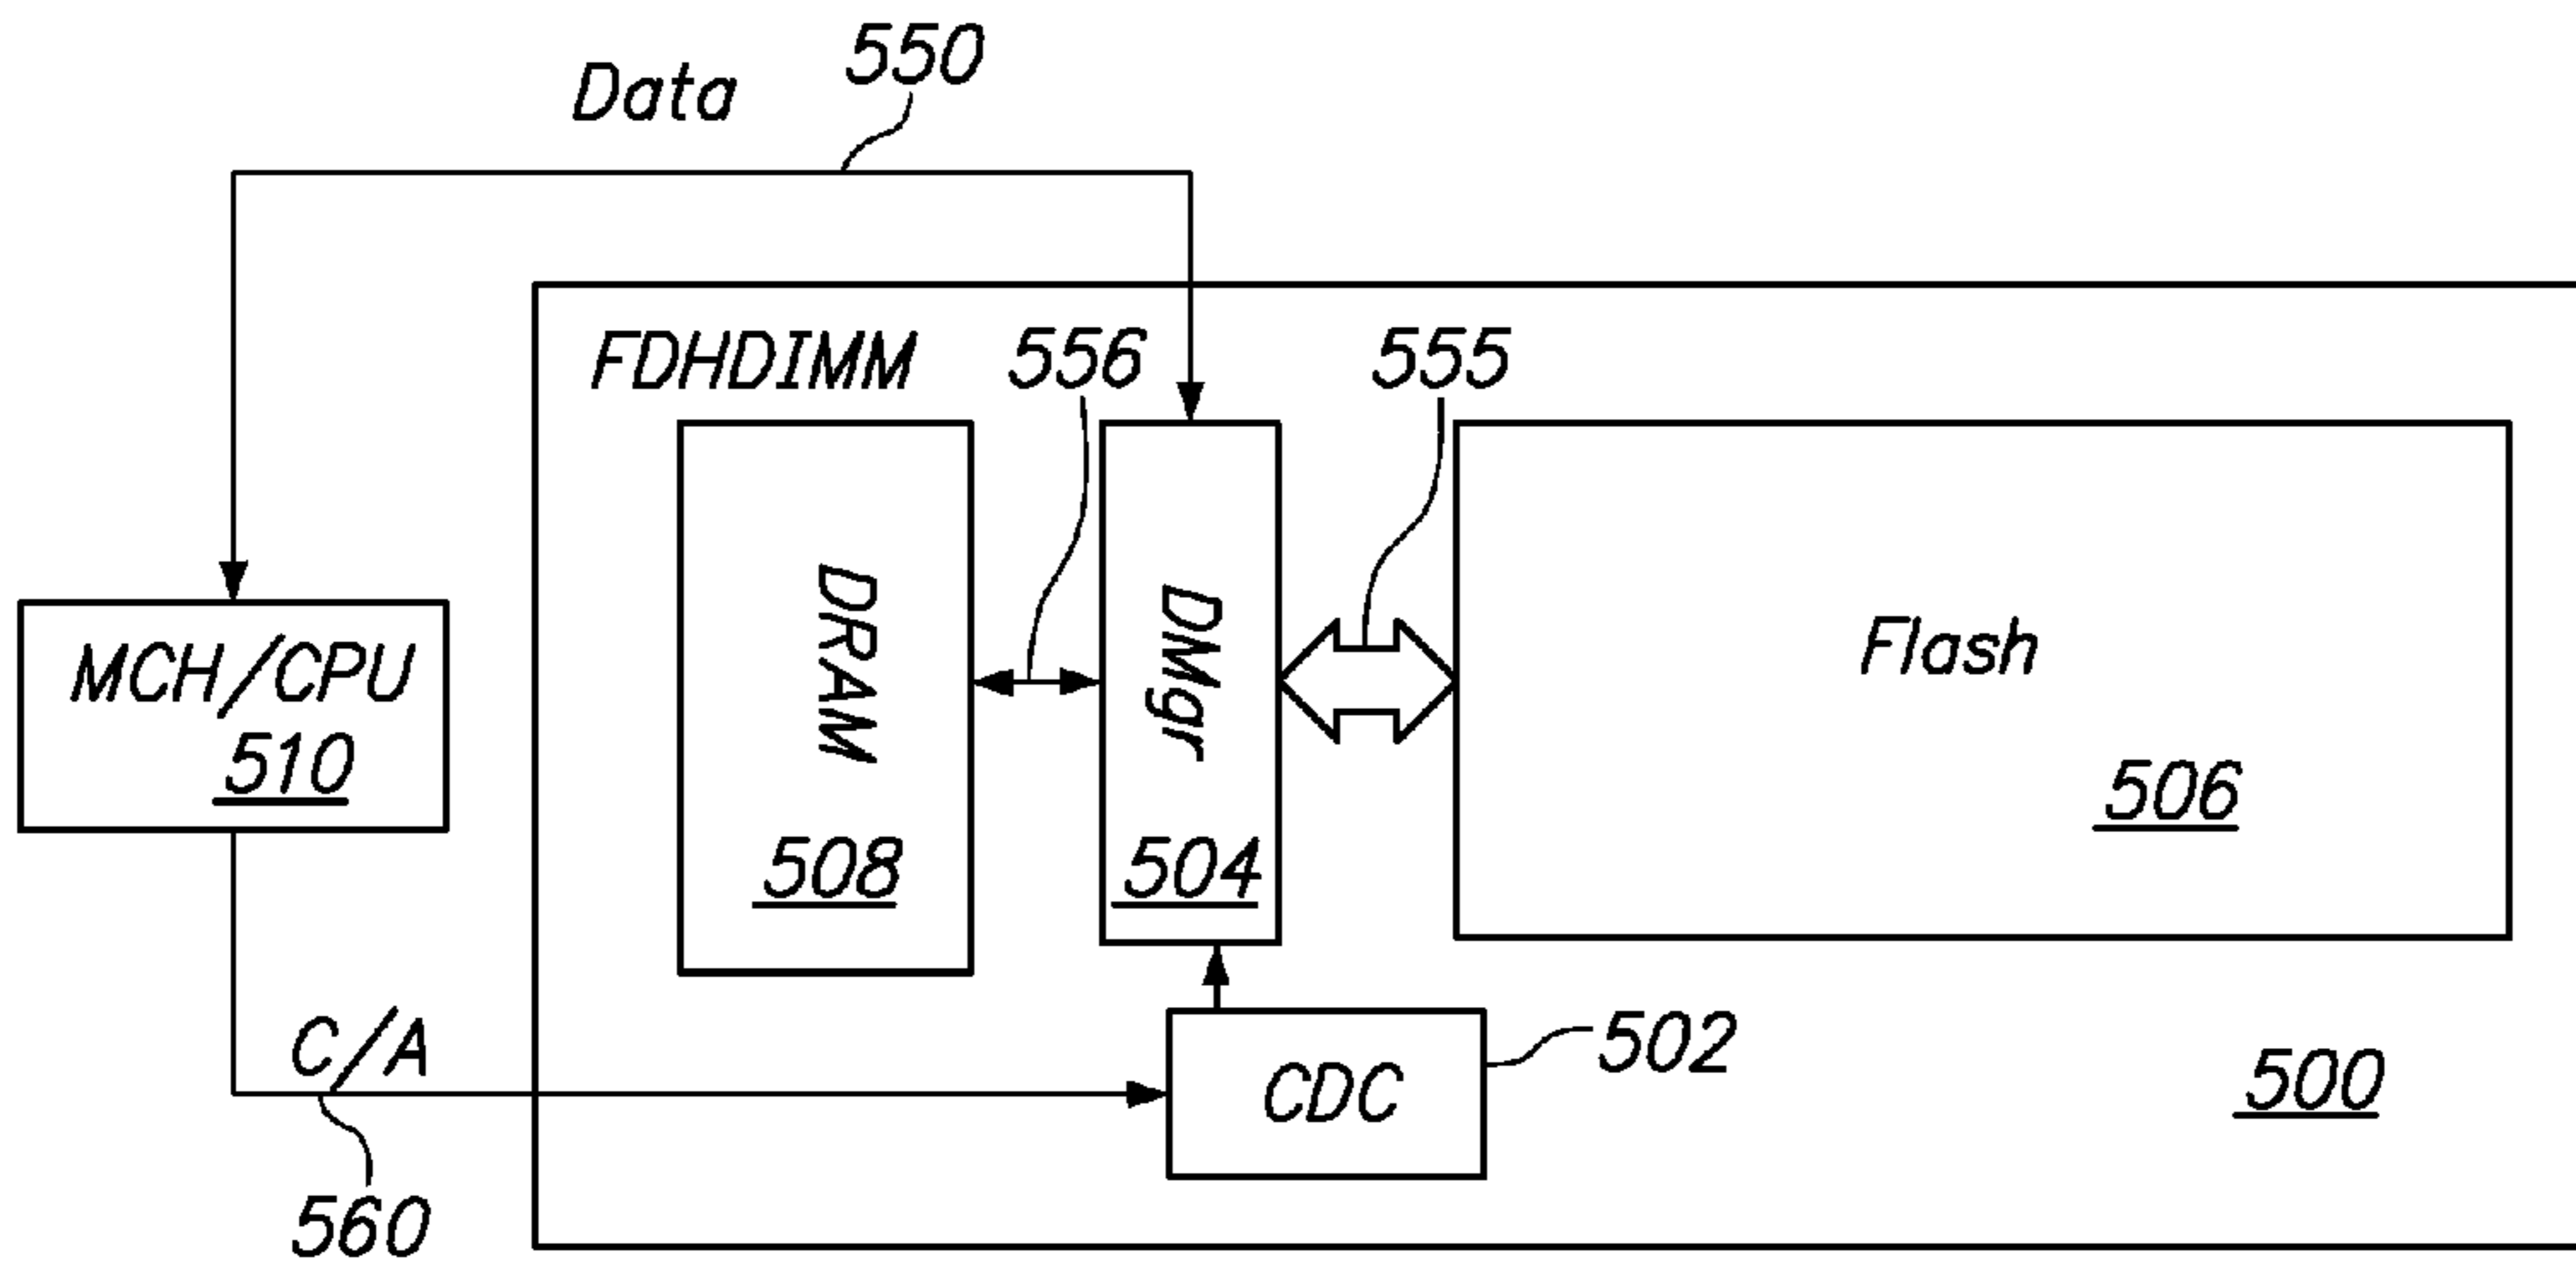 550
Data
FDHDIMM
556
555
DRAM
508
DMgr
504
Flash
506
MCH/CPU
510
C/A
560
CDC
502
500